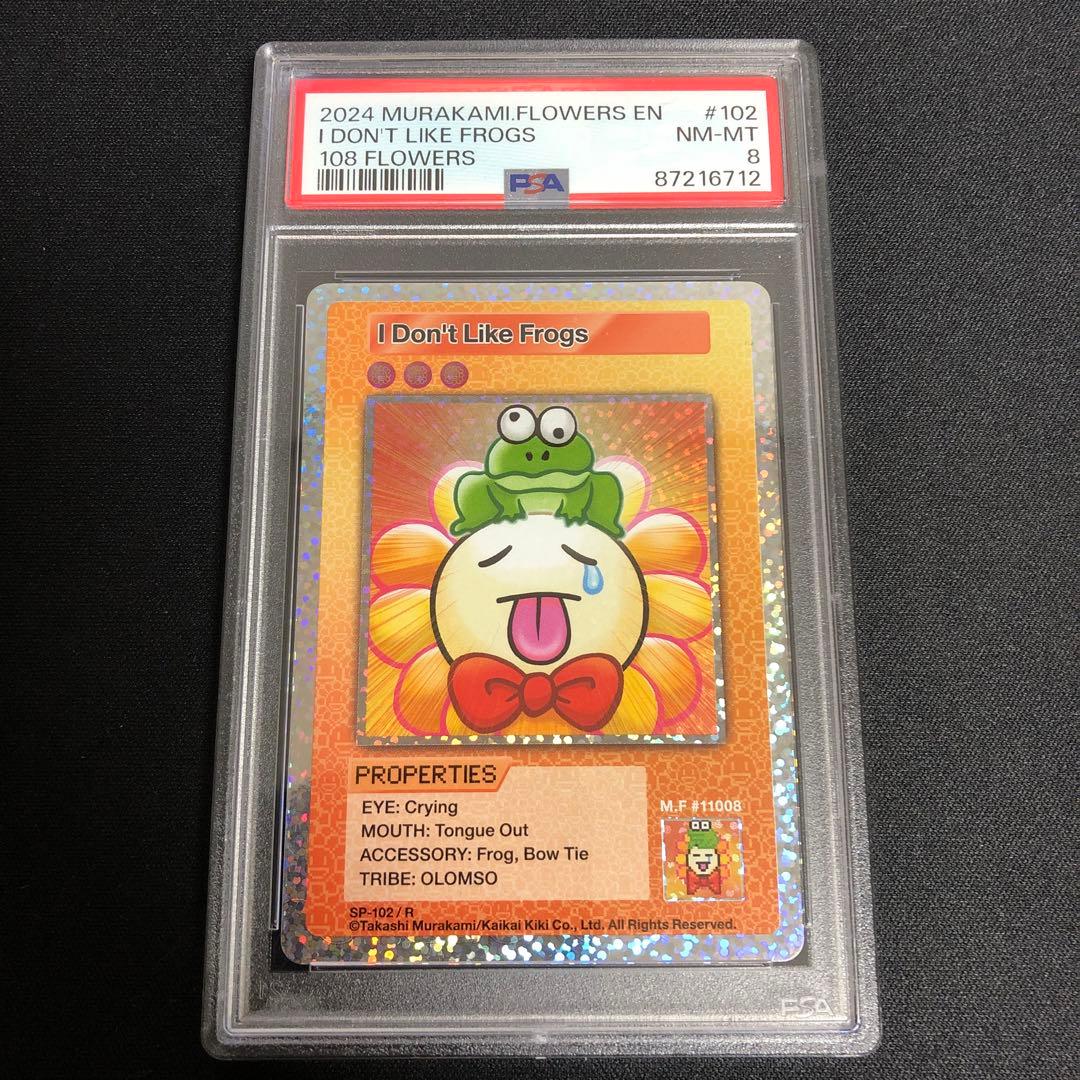 2024 MURAKAMI.FLOWERS EN #102
I DON'T LIKE FROGS NM-MT
108 FLOWERS 8
PSA 87216712
I Don't Like Frogs
PROPERTIES
EYE: Crying
MOUTH: Tongue Out
ACCESSORY: Frog, Bow Tie
TRIBE: OLOMSO
M.F #11008
SP-102 / R
©Takashi Murakami/Kaikai Kiki Co., Ltd. All Rights Reserved.
PSA